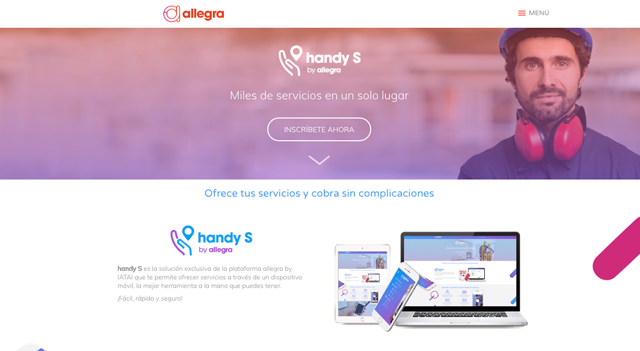 allegra
MENÚ
handy S
by allegra
Miles de servicios en un solo lugar
INSCRÍBETE AHORA
Ofrece tus servicios y cobra sin complicaciones
handy S
by allegra
handy S es la solución exclusiva de la plataforma allegra by
IATAI que te permite ofrecer servicios a través de un dispositivo
móvil, la mejor herramienta a la mano que puedes tener.
¡Fácil, rápido y seguro!